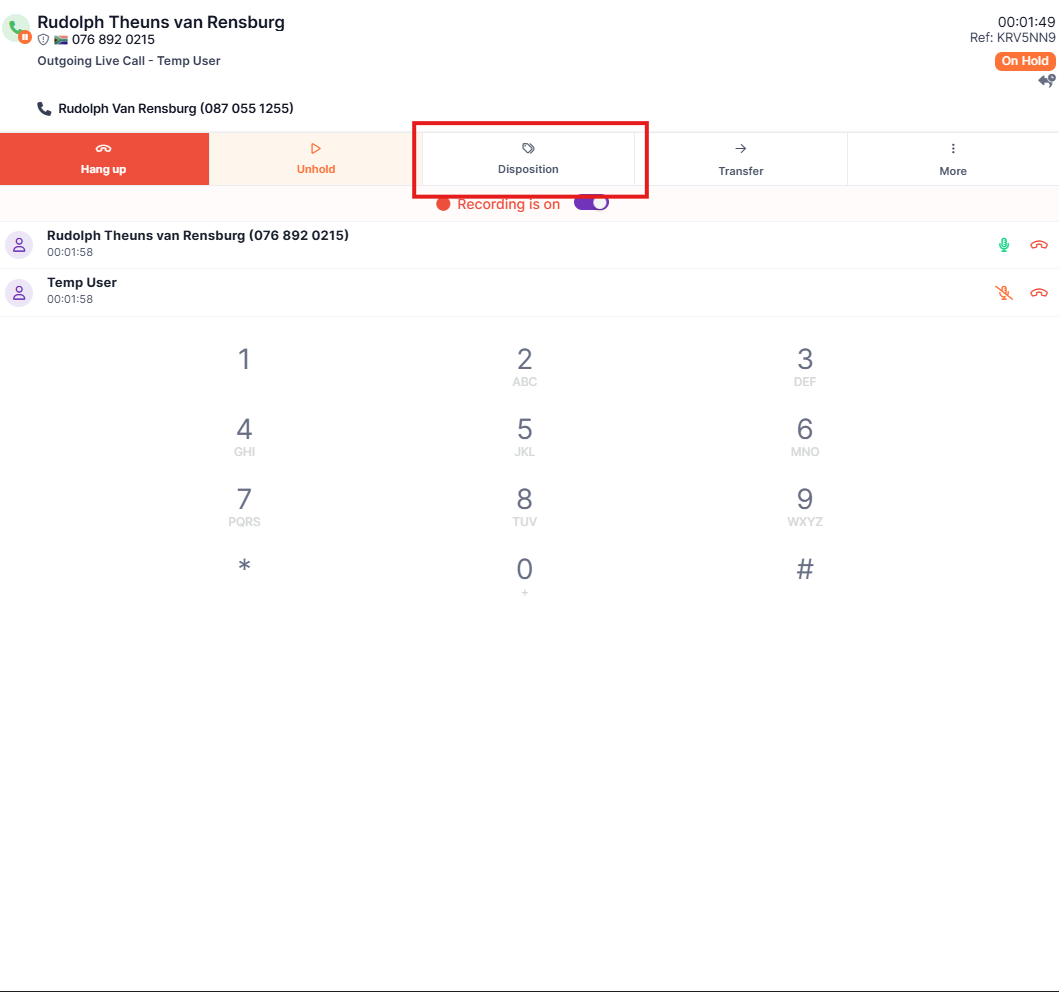 Rudolph Theuns van Rensburg
00:01:49
076 892 0215
Ref: KRV5NN9
Outgoing Live Call - Temp User
On Hold
Rudolph Van Rensburg (087 055 1255)
Hang up
Unhold
Disposition
Transfer
More
Recording is on
Rudolph Theuns van Rensburg (076 892 0215)
00:01:58
Temp User
00:01:58
1 2 3
ABC DEF
4 5 6
GHI JKL MNO
7 8 9
PQRS TUV WXYZ
* 0 #
+